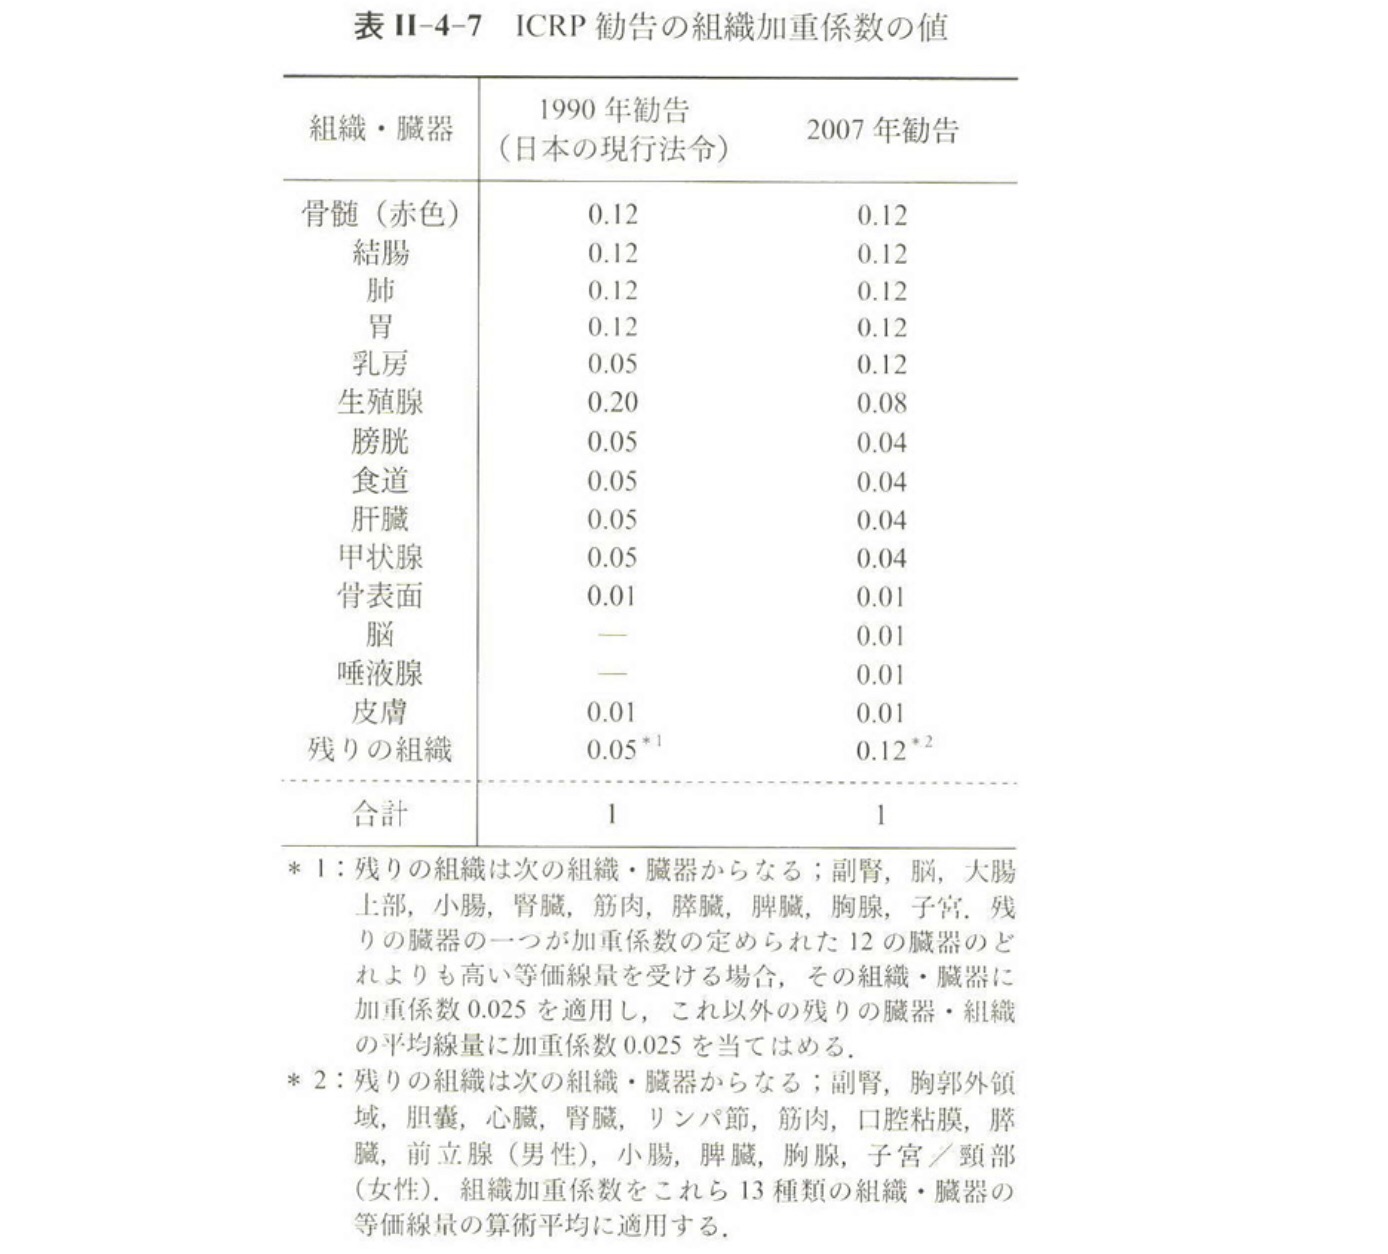 表 II-4-7 ICRP 勧告の組織加重係数の値
組織・臓器 1990 年勧告（日本の現行法令） 2007 年勧告
骨髄（赤色） 0.12 0.12
結腸 0.12 0.12
肺 0.12 0.12
胃 0.12 0.12
乳房 0.05 0.12
生殖腺 0.20 0.08
膀胱 0.05 0.04
食道 0.05 0.04
肝臓 0.05 0.04
甲状腺 0.05 0.04
骨表面 0.01 0.01
脳 — 0.01
唾液腺 — 0.01
皮膚 0.01 0.01
残りの組織 0.05*1 0.12*2
合計 1 1
＊1：残りの組織は次の組織・臓器からなる；副腎，脳，大腸
上部，小腸，腎臓，筋肉，膵臓，脾臓，胸腺，子宮．残
りの臓器の一つが加重係数の定められた 12 の臓器のど
れよりも高い等価線量を受ける場合，その組織・臓器に
加重係数 0.025 を適用し，これ以外の残りの臓器・組織
の平均線量に加重係数 0.025 を当てはめる．
＊2：残りの組織は次の組織・臓器からなる；副腎，胸郭外領
域，胆嚢，心臓，腎臓，リンパ節，筋肉，口腔粘膜，膵
臓，前立腺（男性），小腸，脾臓，胸腺，子宮／頸部
（女性）．組織加重係数をこれら 13 種類の組織・臓器の
等価線量の算術平均に適用する．